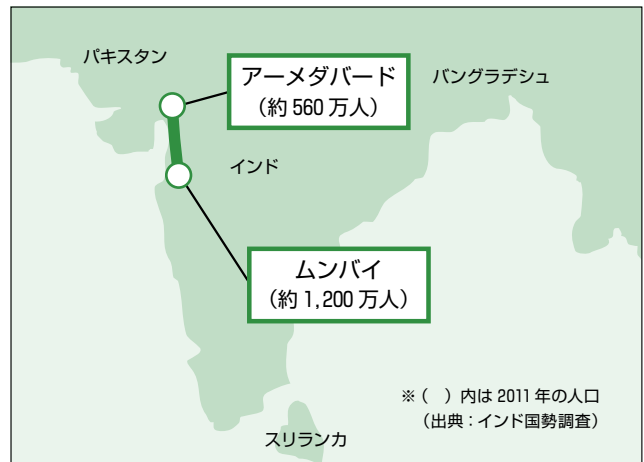 パキスタン
アーメダバード
（約 560 万人）
バングラデシュ
インド
ムンバイ
（約 1,200 万人）
※（　）内は 2011 年の人口
（出典：インド国勢調査）
スリランカ